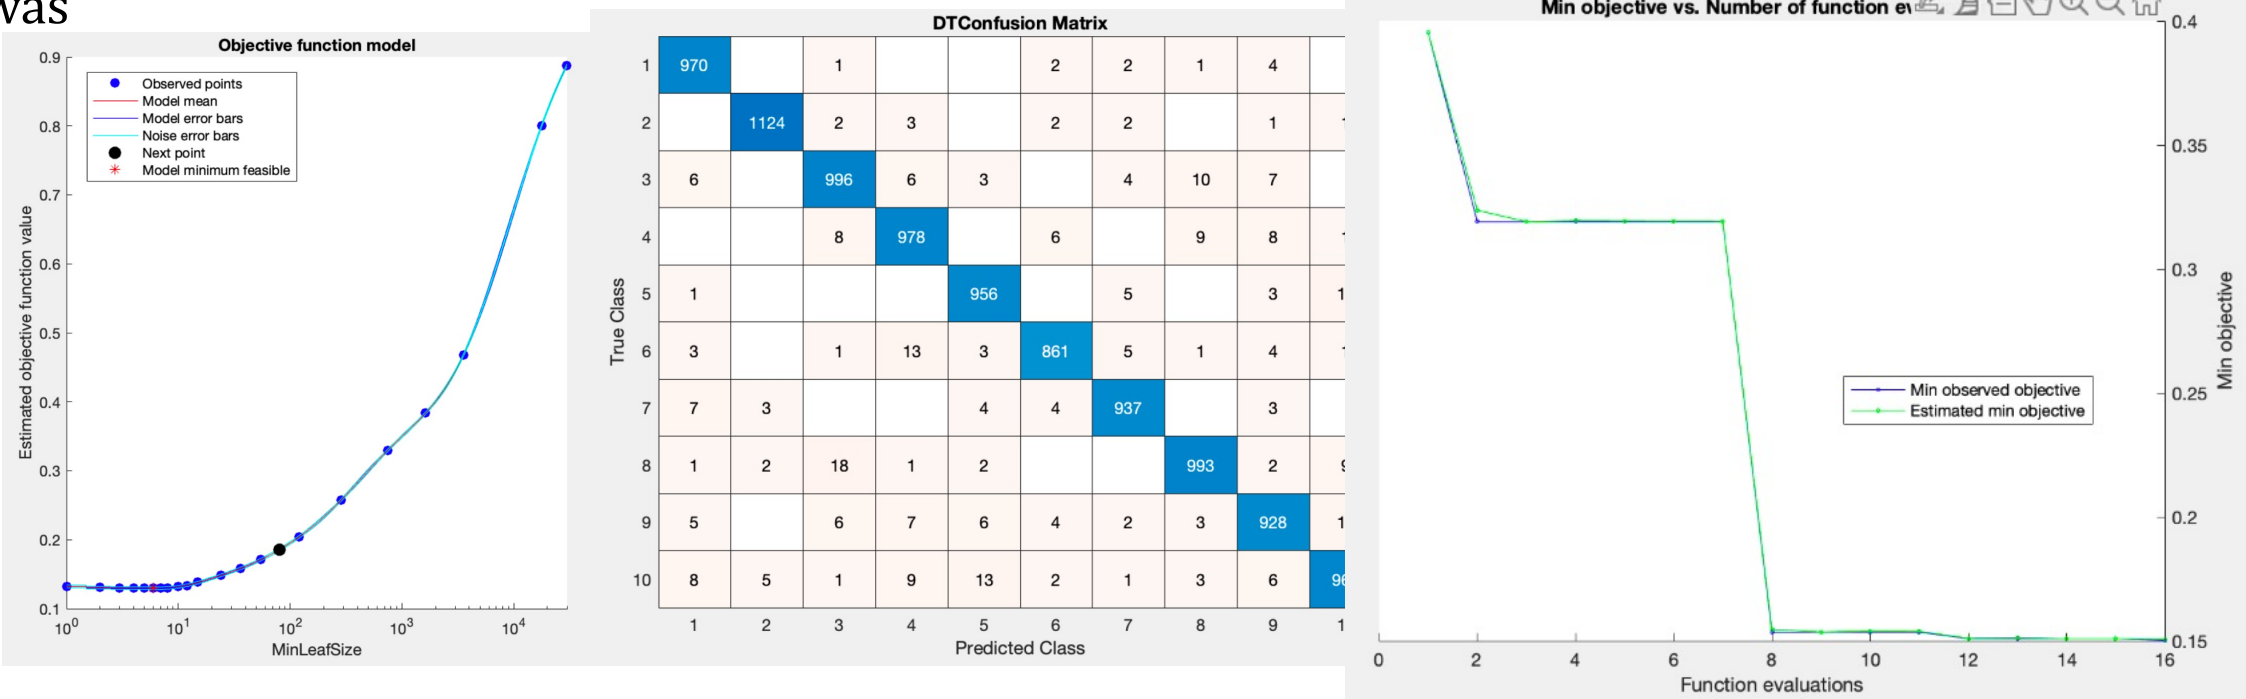 was
Objective function model
0.9
0.8
0.7
0.6
0.5
0.4
0.3
0.2
0.1
Estimated objective function value
Observed points
Model mean
Model error bars
Noise error bars
Next point
Model minimum feasible
10^0 10^1 10^2 10^3 10^4
MinLeafSize
DTConfusion Matrix
True Class
1 970 1 2 2 1 4
2 1124 2 3 2 2 1
3 6 996 6 3 4 10 7
4 8 978 6 9 8
5 1 956 5 3
6 3 1 13 3 861 5 1 4
7 7 3 4 4 937 3
8 1 2 18 1 2 993 2
9 5 6 7 6 4 2 3 928
10 8 5 1 9 13 2 1 3 6
1 2 3 4 5 6 7 8 9
Predicted Class
Min objective vs. Number of function
0.4
0.35
0.3
0.25
0.2
0.15
Min objective
Min observed objective
Estimated min objective
0 2 4 6 8 10 12 14 16
Function evaluations